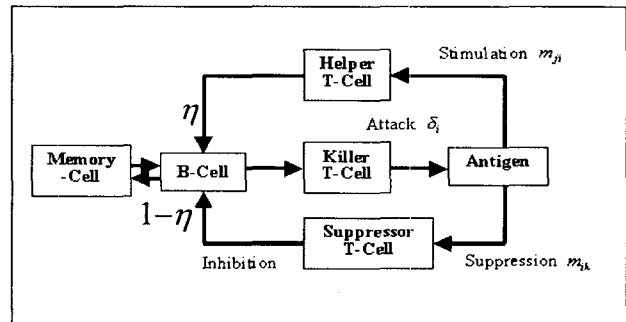 Helper
T-Cell
Stimulation m_ji
η
Attack δ_i
Memory
-Cell
B-Cell
Killer
T-Cell
Antigen
1-η
Suppressor
T-Cell
Inhibition
Suppression m_ik